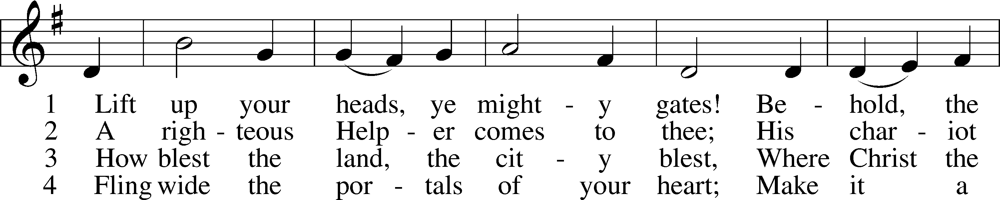 1 Lift up your heads, ye might - y gates! Be - hold, the
2 A righ - teous Help - er comes to thee; His char - iot
3 How blest the land, the cit - y blest, Where Christ the
4 Fling wide the por - tals of your heart; Make it a